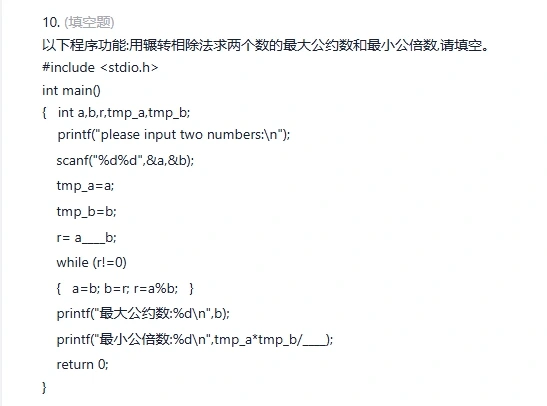 10. (填空题)
以下程序功能:用辗转相除法求两个数的最大公约数和最小公倍数,请填空。
#include <stdio.h>
int main()
{ int a,b,r,tmp_a,tmp_b;
printf("please input two numbers:\n");
scanf("%d%d",&a,&b);
tmp_a=a;
tmp_b=b;
r= a____b;
while (r!=0)
{ a=b; b=r; r=a%b; }
printf("最大公约数:%d\n",b);
printf("最小公倍数:%d\n",tmp_a*tmp_b/____);
return 0;
}